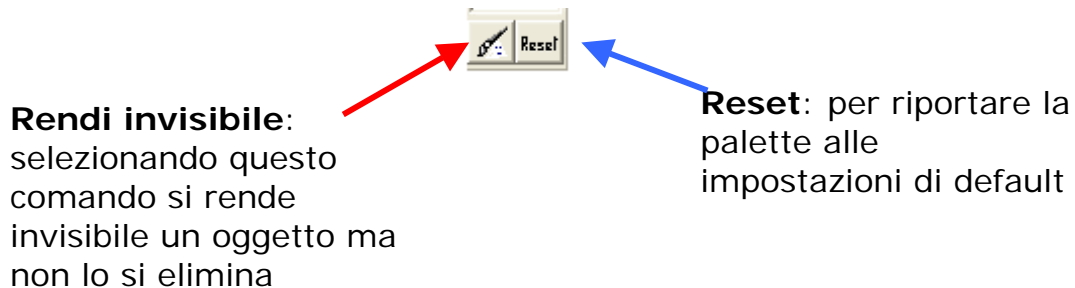 Reset
Rendi invisibile:
selezionando questo
comando si rende
invisibile un oggetto ma
non lo si elimina
Reset: per riportare la
palette alle
impostazioni di default